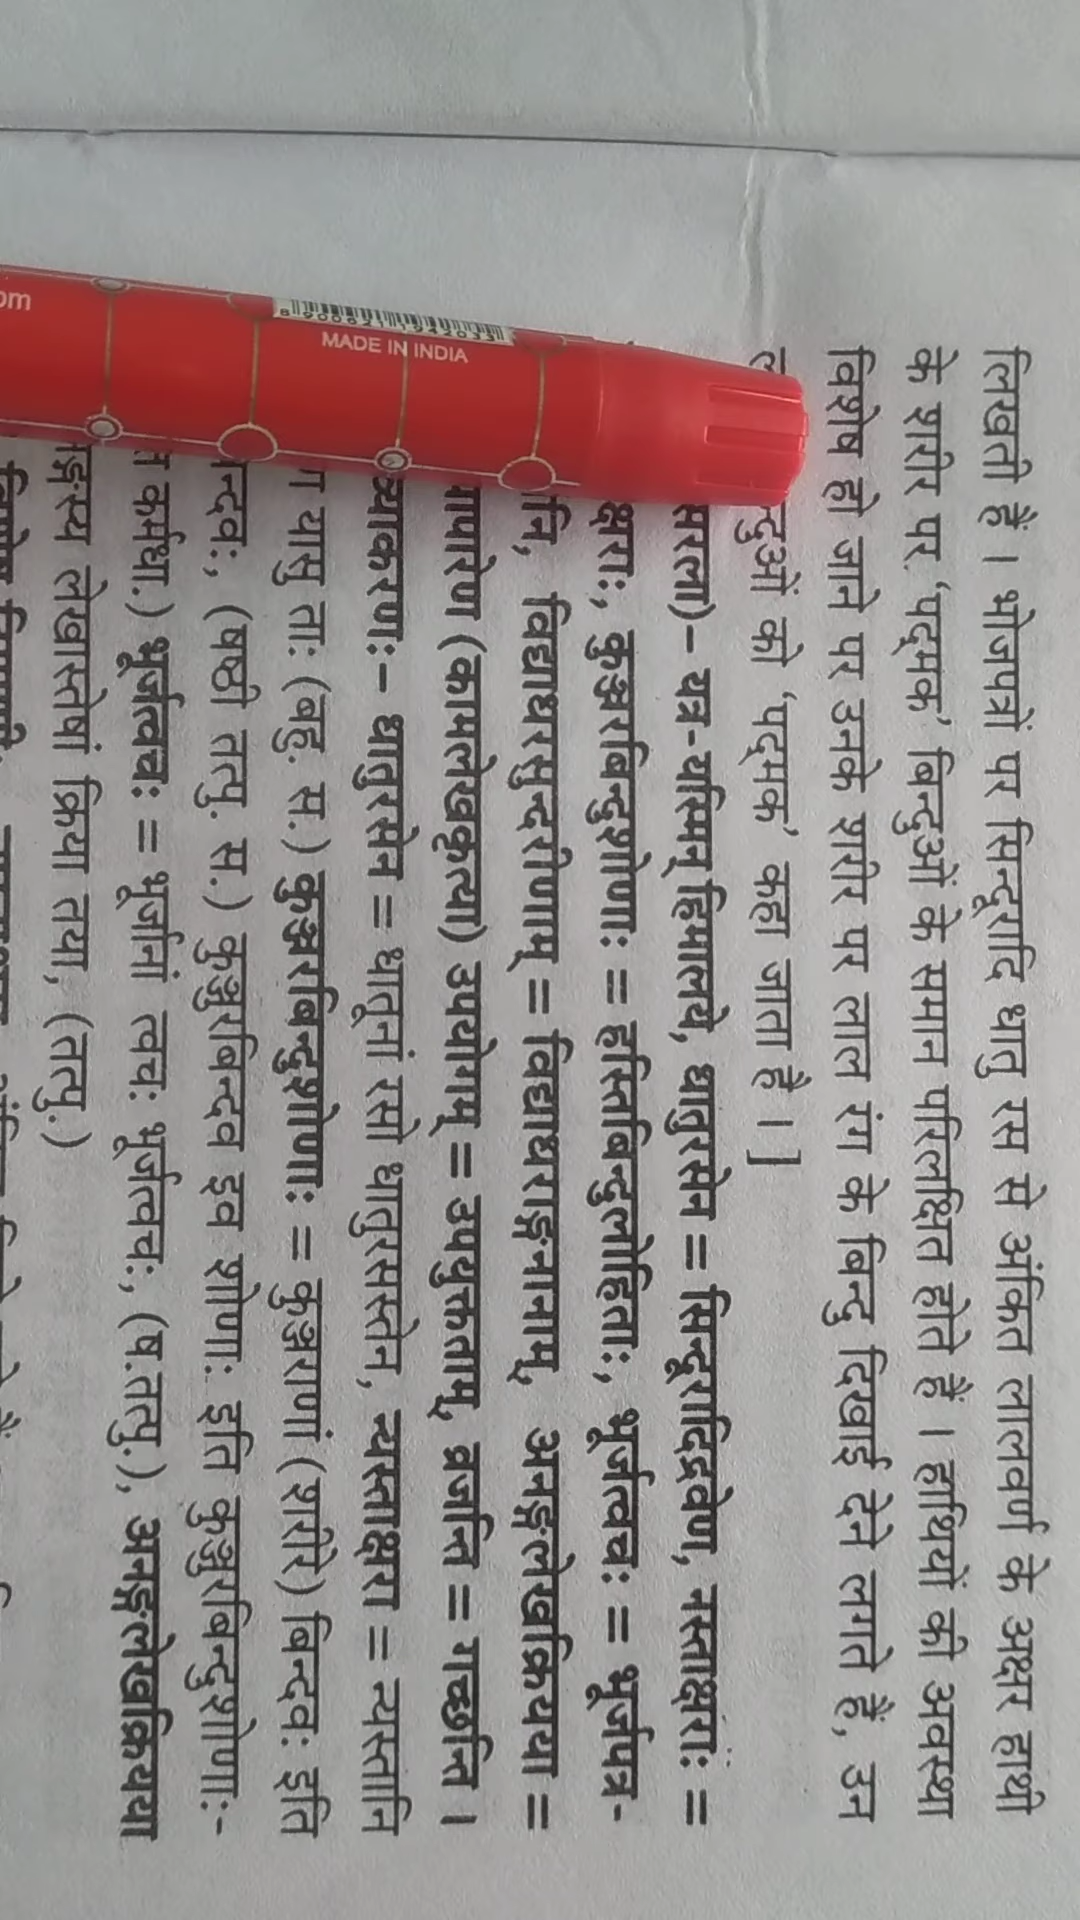 लिखती हैं। भोजपत्रों पर सिन्दूरादि धातु रस से अंकित लालवर्ण के अक्षर हाथी
के शरीर पर 'पद्मक' बिन्दुओं के समान परिलक्षित होते हैं। हाथियों की अवस्था
विशेष हो जाने पर उनके शरीर पर लाल रंग के बिन्दु दिखाई देने लगते हैं, उन
न्दुओं को 'पद्मक' कहा जाता है।]
सरला)– यत्र-यस्मिन् हिमालये, धातुरसेन = सिन्दूरादिद्रवेण, नस्ताक्षराः =
क्षराः, कुञ्जरबिन्दुशोणाः = हस्तिबिन्दुलोहिताः, भूर्जत्वचः = भूर्जपत्र-
नि, विद्याधरसुन्दरीणाम् = विद्याधराङ्गनानाम्, अनङ्गलेखक्रियया =
पारेण (कामलेखकृत्या) उपयोगम् = उपयुक्तताम्, व्रजन्ति = गच्छन्ति।
व्याकरणः– धातुरसेन = धातूनां रसो धातुरसस्तेन, न्यस्ताक्षरा = न्यस्तानि
यासु ताः (बहु. स.) कुञ्जरबिन्दुशोणाः = कुञ्जराणां (शरीरे) बिन्दवः इति
न्दवः, (षष्ठी तत्पु. स.) कुञ्जरबिन्दव इव शोणाः इति कुञ्जरबिन्दुशोणाः-
कर्मधा.) भूर्जत्वचः = भूर्जानां त्वचः भूर्जत्वचः, (ष.तत्पु.), अनङ्गलेखक्रियया
ङ्गस्य लेखास्तेषां क्रिया तया, (तत्पु.)
MADE IN INDIA
om